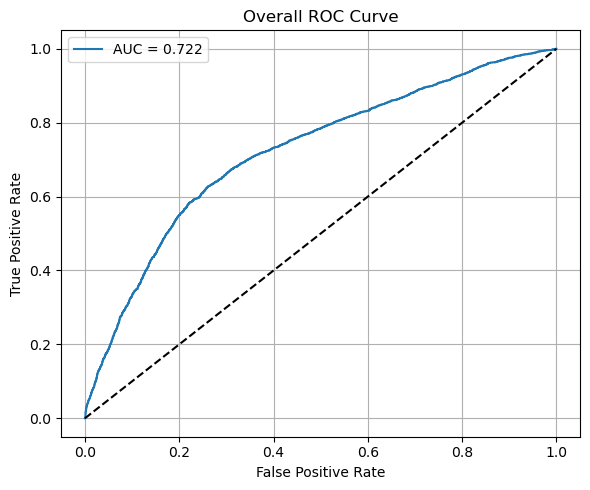 Overall ROC Curve
AUC = 0.722
True Positive Rate
1.0
0.8
0.6
0.4
0.2
0.0
0.0 0.2 0.4 0.6 0.8 1.0
False Positive Rate